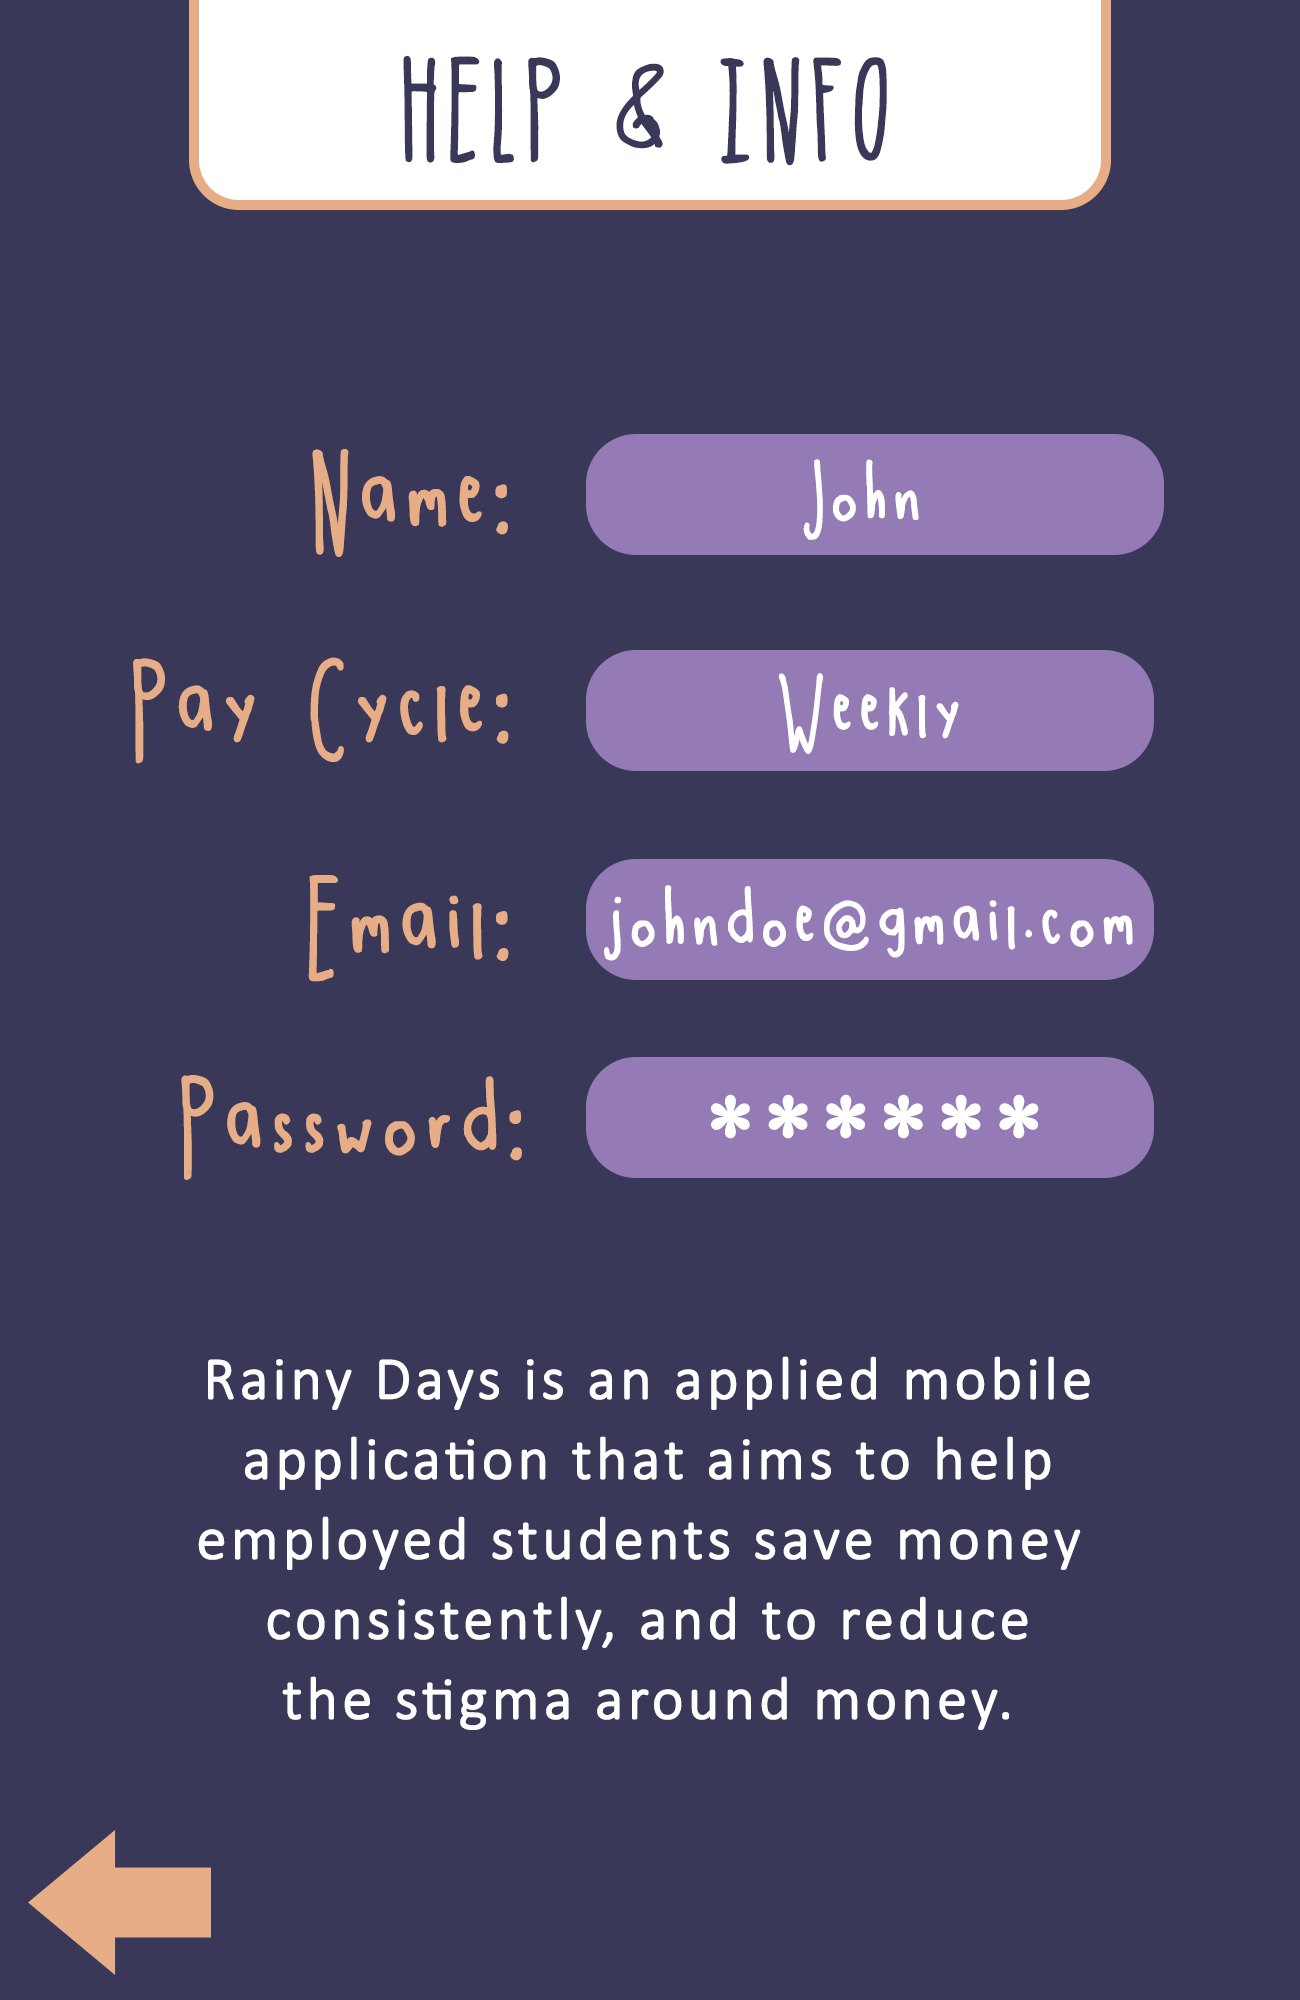 HELP & INFO
Name: John
Pay Cycle: Weekly
Email: johndoe@gmail.com
Password: ******
Rainy Days is an applied mobile
application that aims to help
employed students save money
consistently, and to reduce
the stigma around money.